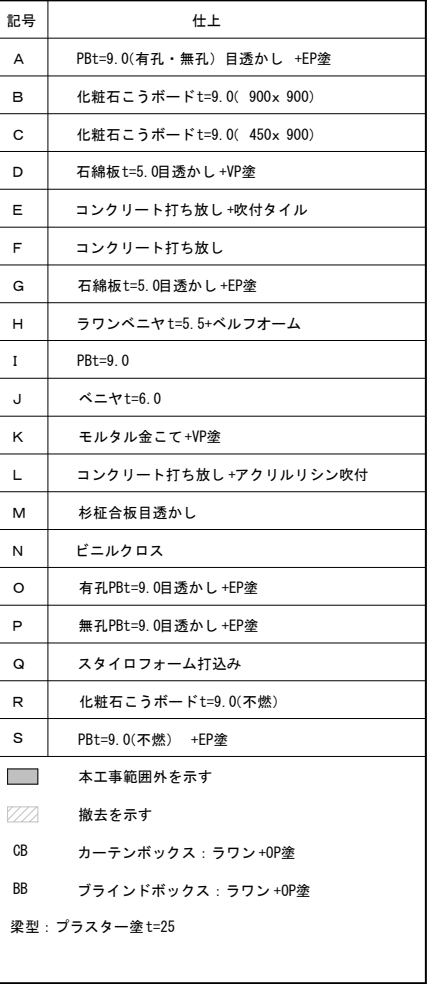 記号 仕上
A PBt=9.0(有孔・無孔) 目透かし +EP塗
B 化粧石こうボードt=9.0( 900x 900)
C 化粧石こうボードt=9.0( 450x 900)
D 石綿板t=5.0目透かし+VP塗
E コンクリート打ち放し+吹付タイル
F コンクリート打ち放し
G 石綿板t=5.0目透かし+EP塗
H ラワンベニヤt=5.5+ベルフオーム
I PBt=9.0
J ベニヤt=6.0
K モルタル金こて+VP塗
L コンクリート打ち放し+アクリルリシン吹付
M 杉柾合板目透かし
N ビニルクロス
O 有孔PBt=9.0目透かし+EP塗
P 無孔PBt=9.0目透かし+EP塗
Q スタイロフォーム打込み
R 化粧石こうボードt=9.0(不燃)
S PBt=9.0(不燃) +EP塗
本工事範囲外を示す
撤去を示す
CB カーテンボックス：ラワン+OP塗
BB ブラインドボックス：ラワン+OP塗
梁型：プラスター塗t=25